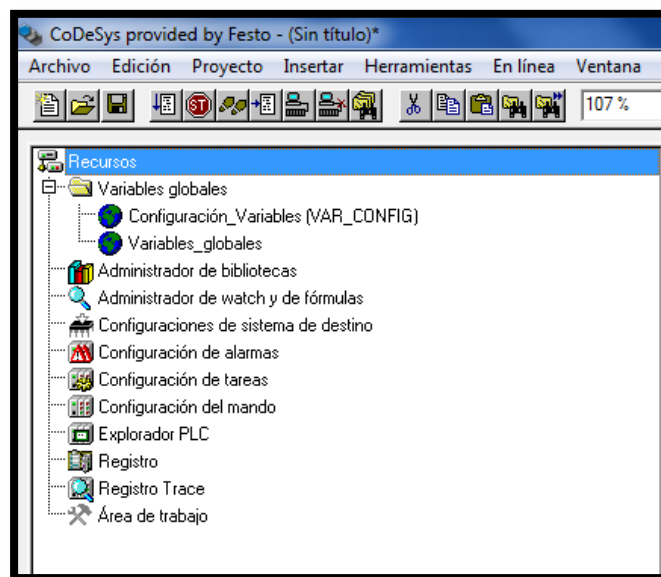 CoDeSys provided by Festo - (Sin título)*
Archivo Edición Proyecto Insertar Herramientas En línea Ventana
ST 107 %
Recursos
Variables globales
Configuración_Variables (VAR_CONFIG)
Variables_globales
Administrador de bibliotecas
Administrador de watch y de fórmulas
Configuraciones de sistema de destino
Configuración de alarmas
Configuración de tareas
Configuración del mando
Explorador PLC
Registro
Registro Trace
Área de trabajo